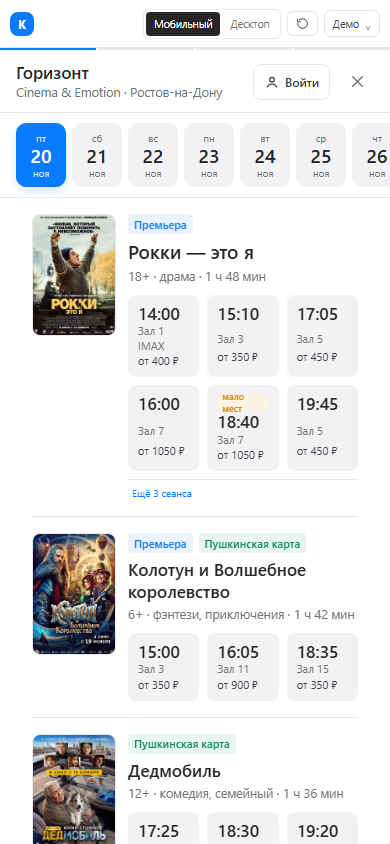 K
Мобильный
Десктоп
Демо
Горизонт
Cinema & Emotion · Ростов-на-Дону
Войти
пт
20
ноя
сб
21
ноя
вс
22
ноя
пн
23
ноя
вт
24
ноя
ср
25
ноя
чт
26
ноя
Премьера
Рокки — это я
18+ · драма · 1 ч 48 мин
РОККИ-
ЭТО Я
14:00
Зал 1
IMAX
от 400 ₽
15:10
Зал 3
от 350 ₽
17:05
Зал 5
от 450 ₽
16:00
Зал 7
от 1050 ₽
мало
мест
18:40
Зал 7
от 1050 ₽
19:45
Зал 5
от 450 ₽
Ещё 3 сеанса
Премьера
Пушкинская карта
Колотун и Волшебное
королевство
6+ · фэнтези, приключения · 1 ч 42 мин
КОЛОТУН
15:00
Зал 3
от 350 ₽
16:05
Зал 11
от 900 ₽
18:35
Зал 15
от 350 ₽
Пушкинская карта
Дедмобиль
12+ · комедия, семейный · 1 ч 36 мин
ДЕДМОБИЛЬ
17:25
18:30
19:20